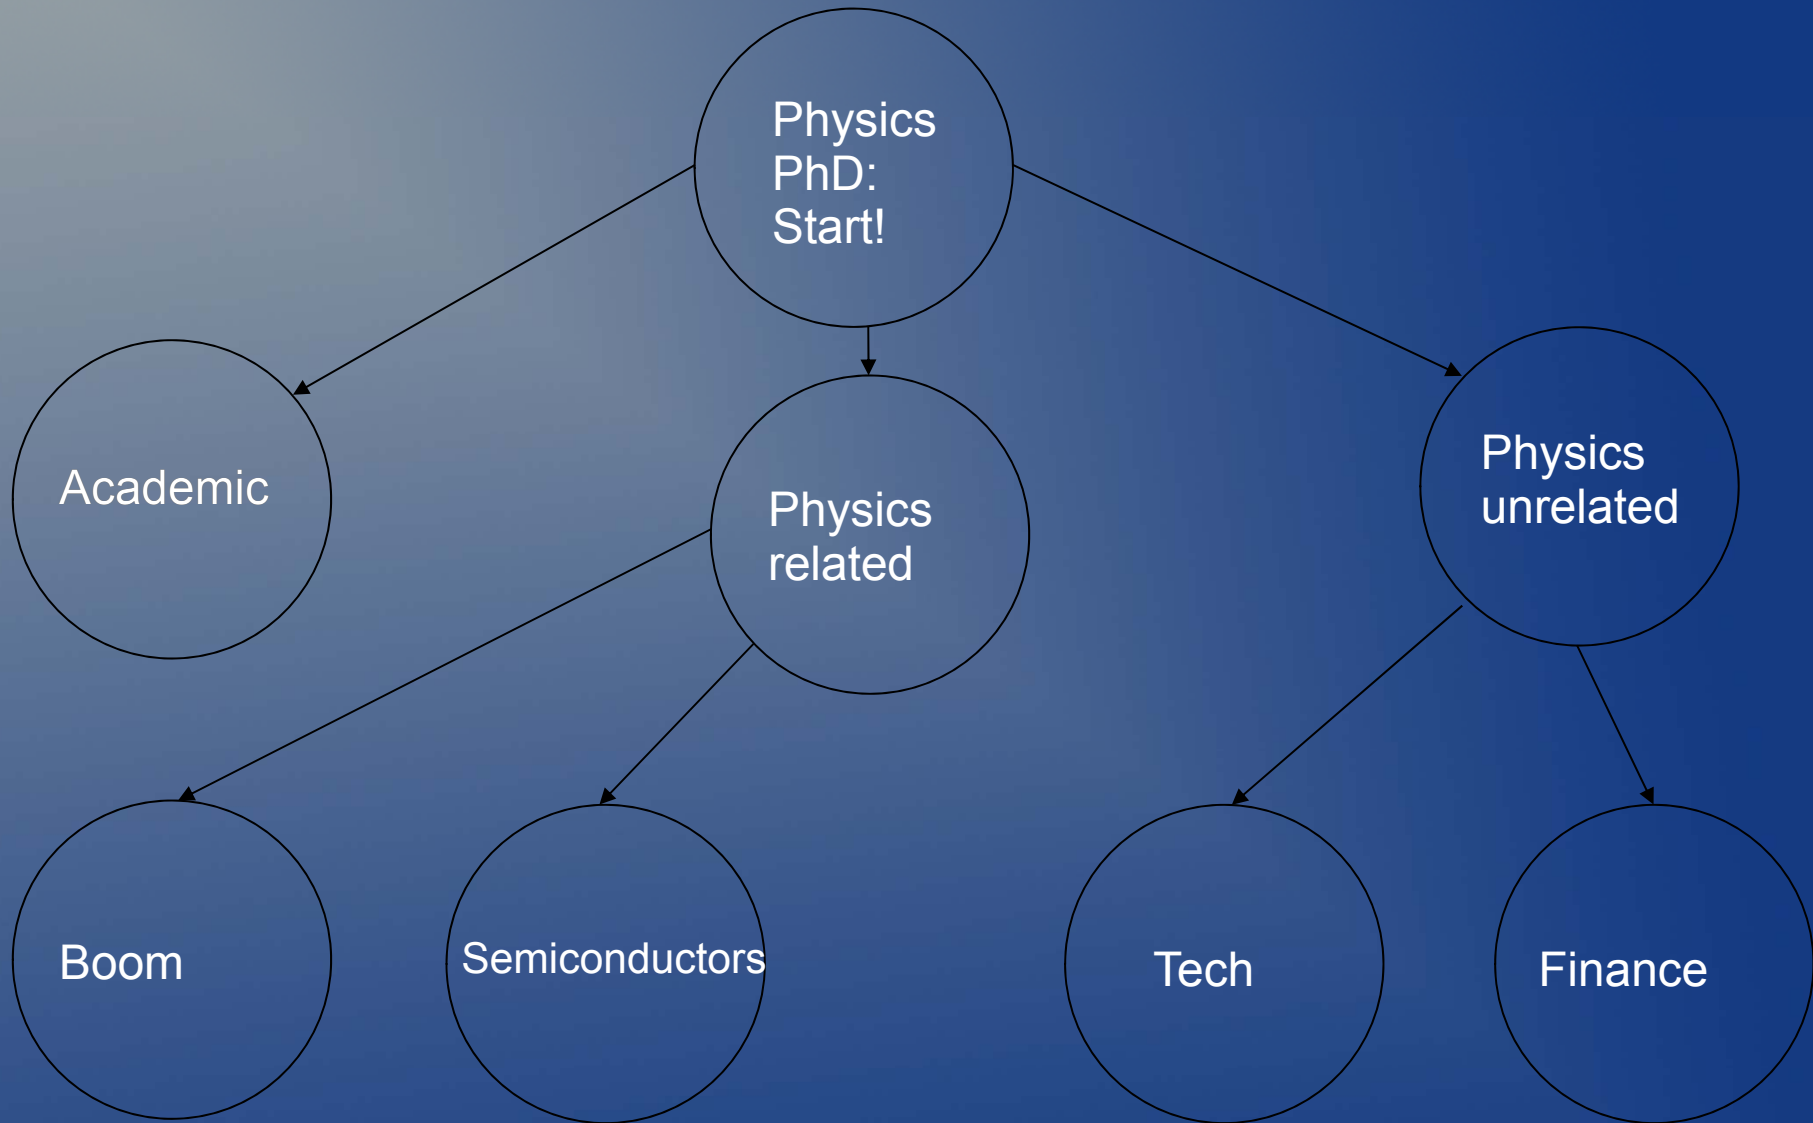 Physics
PhD:
Start!
Academic
Physics
related
Physics
unrelated
Boom
Semiconductors
Tech
Finance